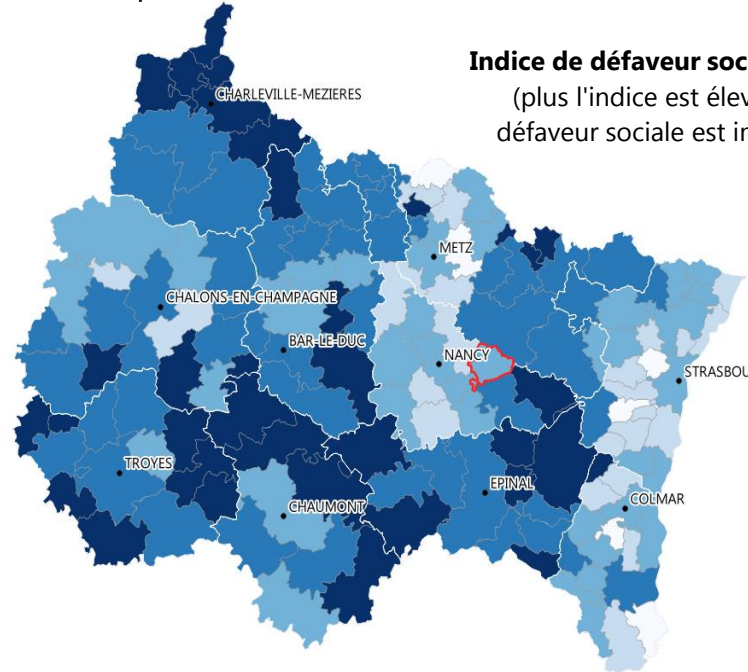 Indice de défaveur soc
(plus l'indice est élev
défaveur sociale est in
CHARLEVILLE-MEZIERES
METZ
CHALONS-EN-CHAMPAGNE
BAR-LE-DUC
NANCY
STRASBOU
TROYES
EPINAL
CHAUMONT
COLMAR